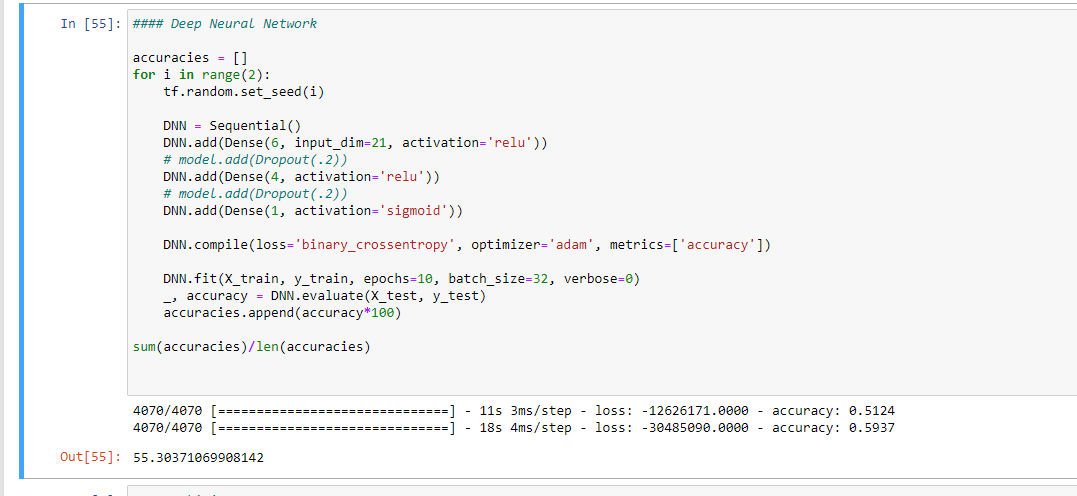 In [55]: #### Deep Neural Network
accuracies = []
for i in range(2):
    tf.random.set_seed(i)
    DNN = Sequential()
    DNN.add(Dense(6, input_dim=21, activation='relu'))
    # model.add(Dropout(.2))
    DNN.add(Dense(4, activation='relu'))
    # model.add(Dropout(.2))
    DNN.add(Dense(1, activation='sigmoid'))
    DNN.compile(loss='binary_crossentropy', optimizer='adam', metrics=['accuracy'])
    DNN.fit(X_train, y_train, epochs=10, batch_size=32, verbose=0)
    _, accuracy = DNN.evaluate(X_test, y_test)
    accuracies.append(accuracy*100)
sum(accuracies)/len(accuracies)
4070/4070 [==============================] - 11s 3ms/step - loss: -12626171.0000 - accuracy: 0.5124
4070/4070 [==============================] - 18s 4ms/step - loss: -30485090.0000 - accuracy: 0.5937
Out[55]: 55.30371069908142